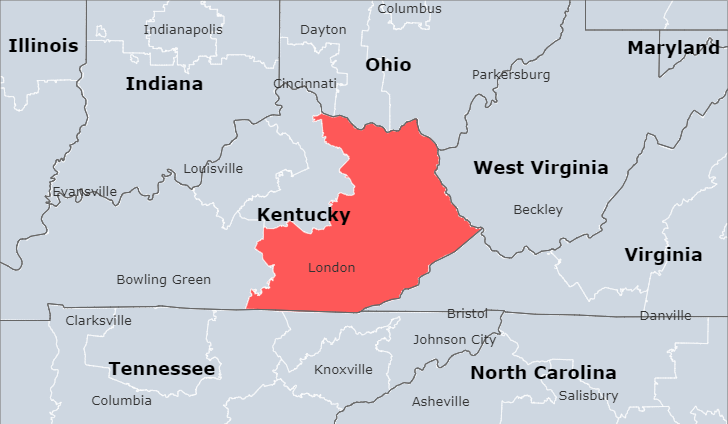 Columbus
Indianapolis
Dayton
Illinois
Maryland
Ohio
Parkersburg
Indiana
Cincinnati
Louisville
West Virginia
Evansville
Beckley
Kentucky
Virginia
London
Bowling Green
Bristol
Danville
Clarksville
Johnson City
Tennessee
Knoxville
North Carolina
Salisbury
Columbia
Asheville